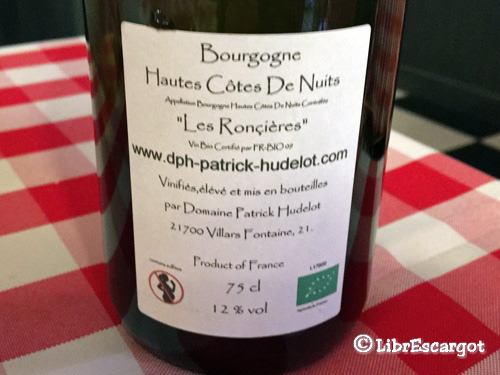 Bourgogne
Hautes Côtes De Nuits
Appellation Bourgogne Hautes Côtes De Nuits Contrôlée
"Les Ronçières"
Vin Bio Certifié par FR-BIO 09
www.dph-patrick-hudelot.com
Vinifiés,élévé et mis en bouteilles
par Domaine Patrick Hudelot
21700 Villars Fontaine, 21.
Product of France
75 cl
12 % vol
© LibrEscargot